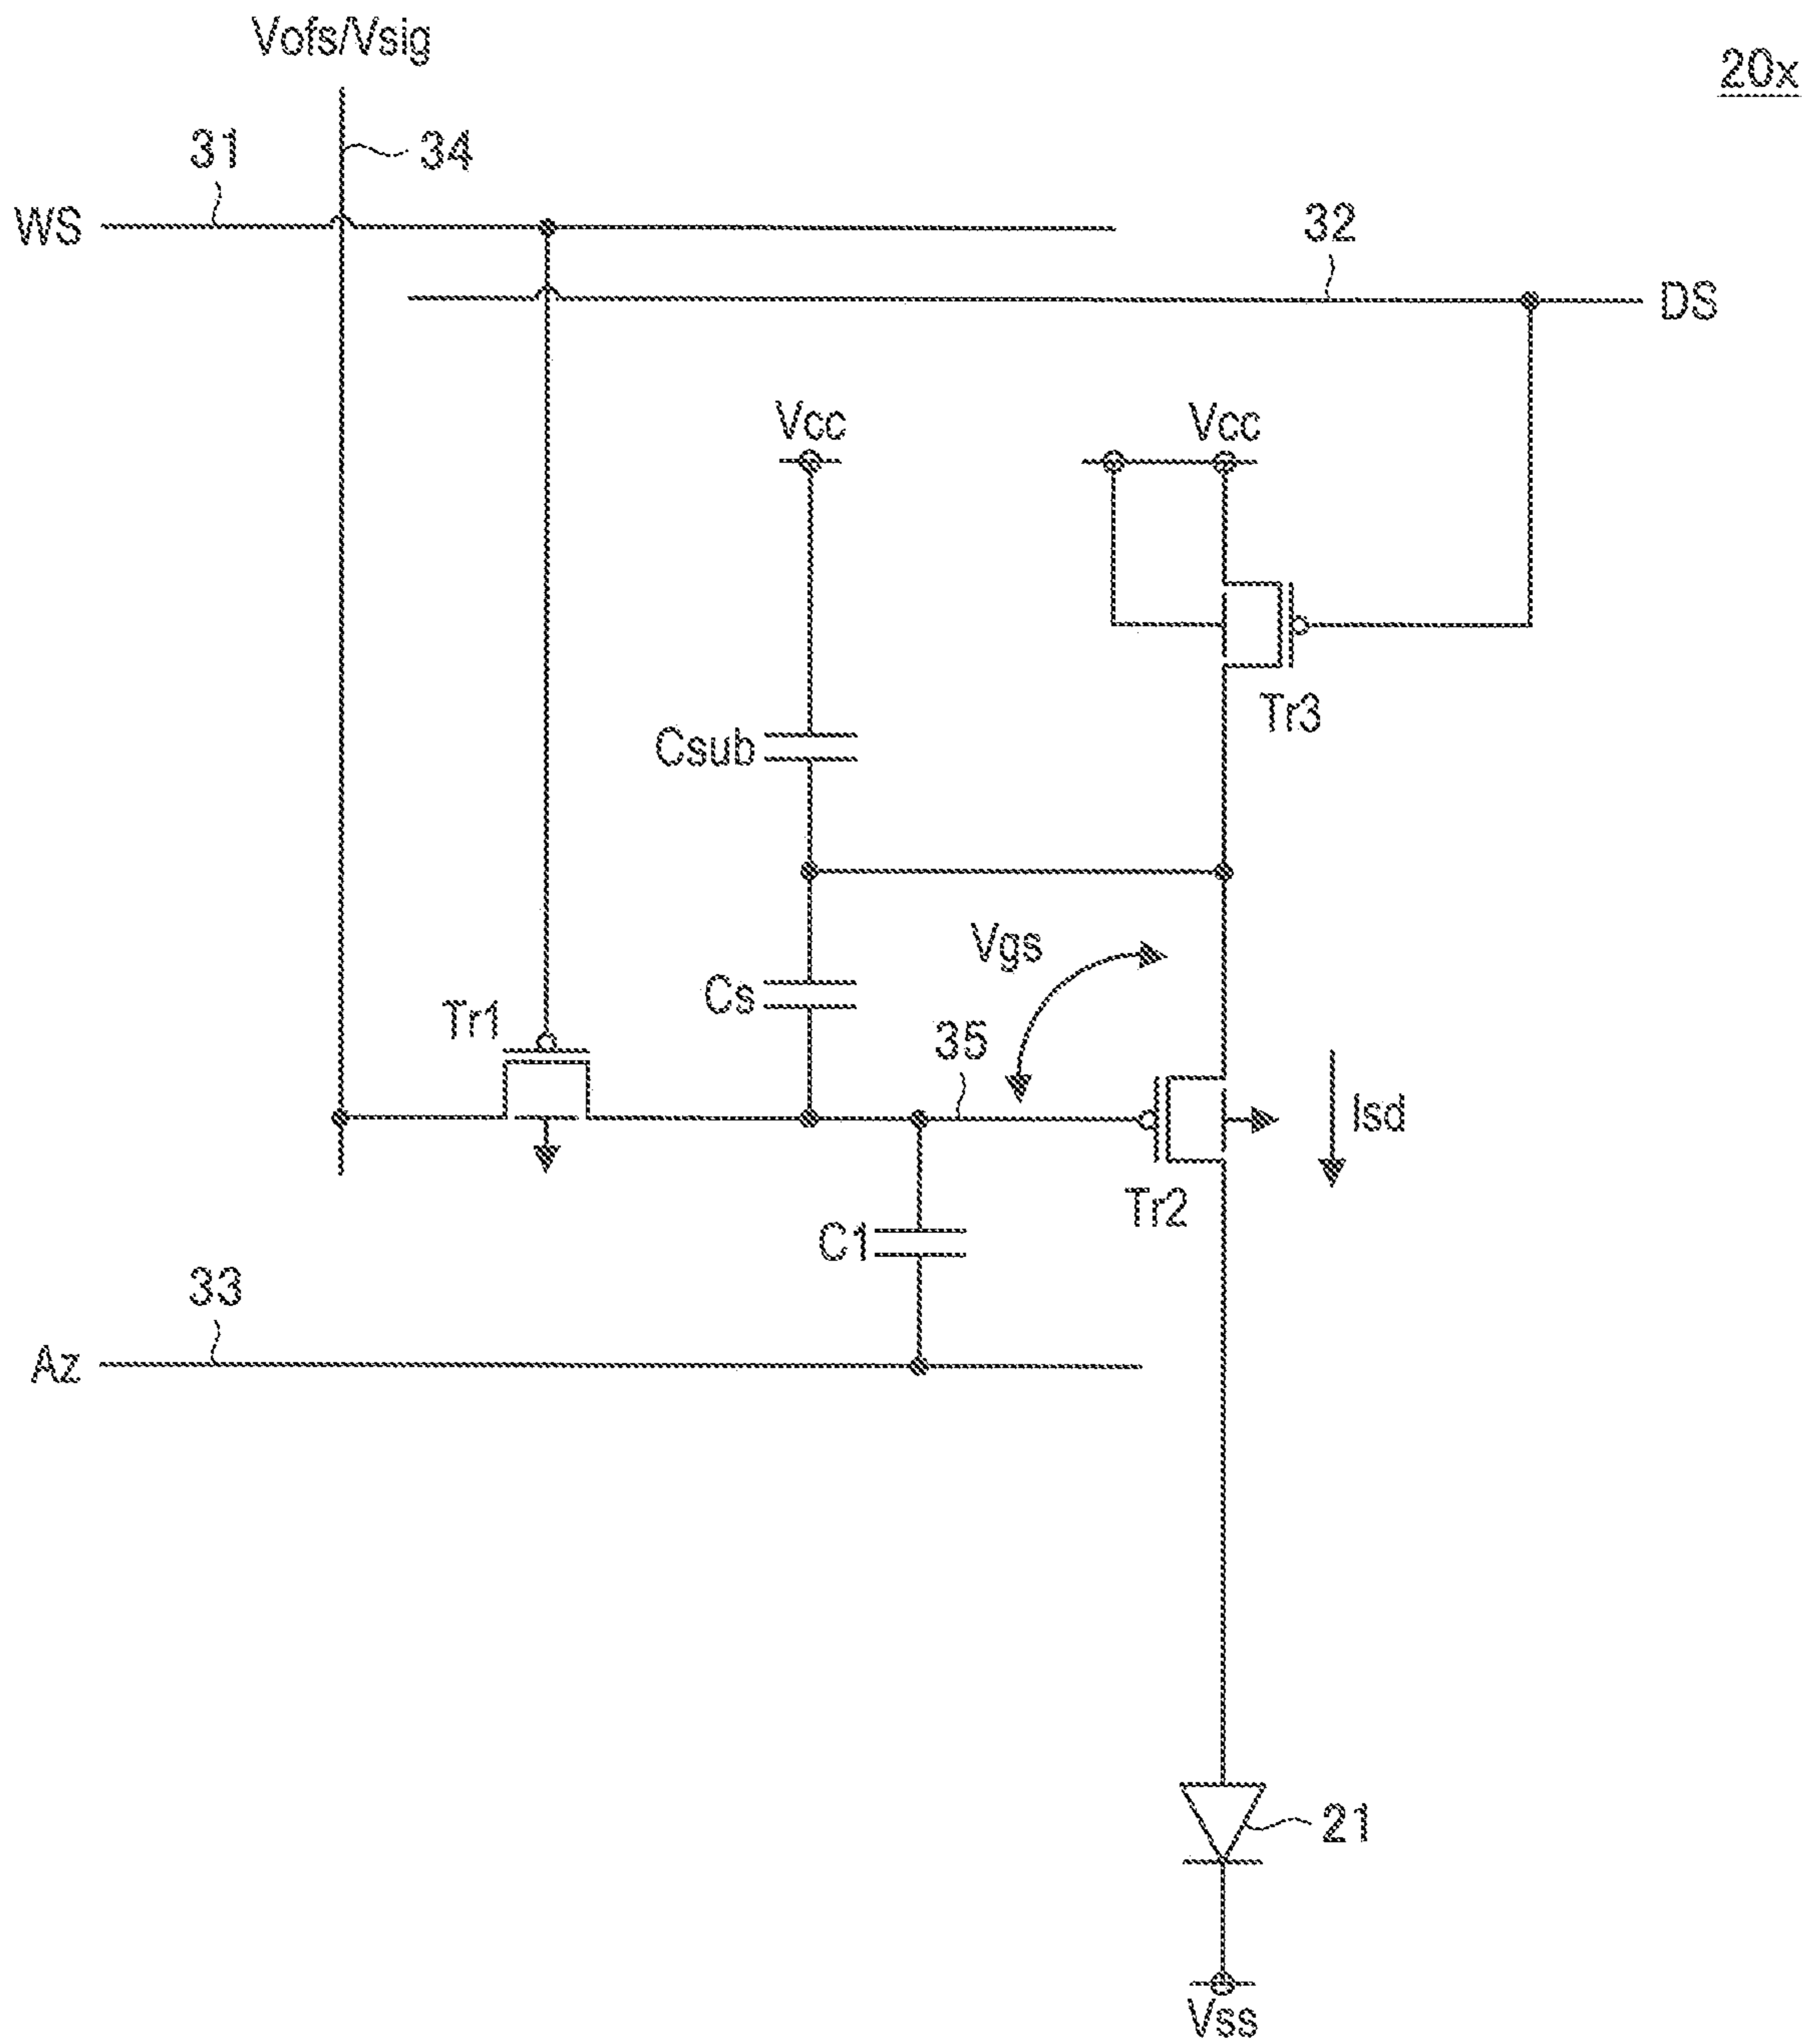 Vofs/Vsig
20x
31
34
WS
32
DS
Vcc
Vcc
Tr3
Csub
Vgs
Cs
Tr1
35
Isd
Tr2
C1
33
Az
21
Vss